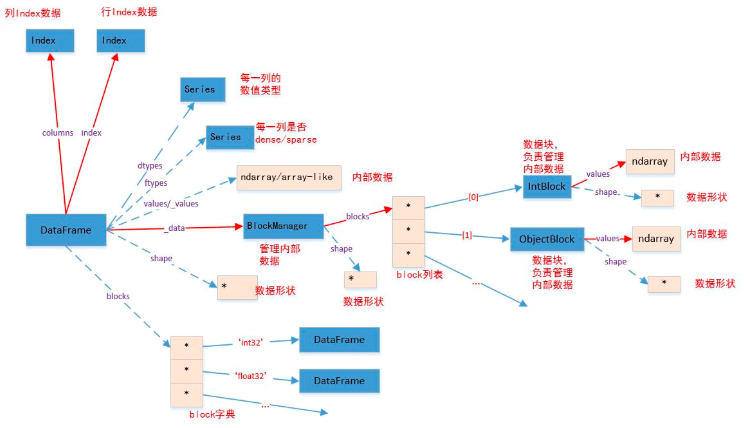 列Index数据
行Index数据
Index
Index
columns
index
Series
每一列的
数值类型
Series
每一列是否
dense/sparse
dtypes
ftypes
ndarray/array-like
内部数据
values/_values
DataFrame
_data
BlockManager
管理内部
数据
blocks
shape
*
数据形状
shape
*
数据形状
*
*
*
block列表
[0]
[1]
...
数据块,
负责管理
内部数据
IntBlock
values
ndarray
内部数据
shape
*
数据形状
ObjectBlock
数据块,
负责管理
内部数据
values
ndarray
内部数据
shape
*
数据形状
blocks
*
*
*
block字典
‘int32’
DataFrame
‘float32’
DataFrame
...